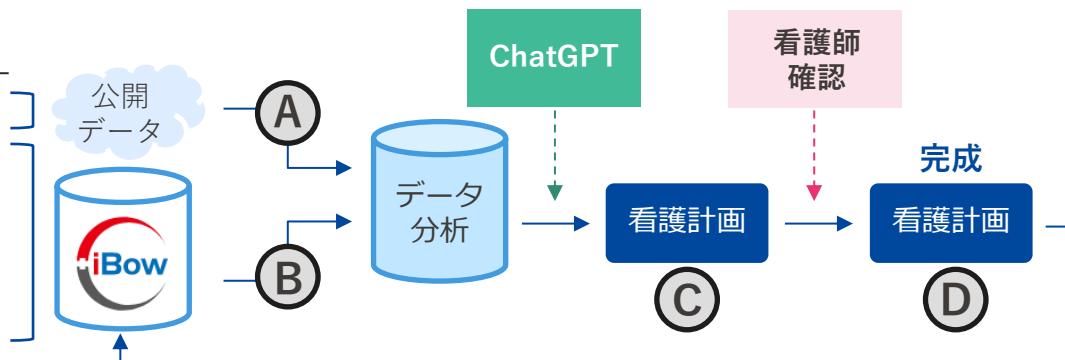 ChatGPT
看護師
確認
公開
データ
A
データ
分析
完成
看護計画
看護計画
iBow
B
C
D